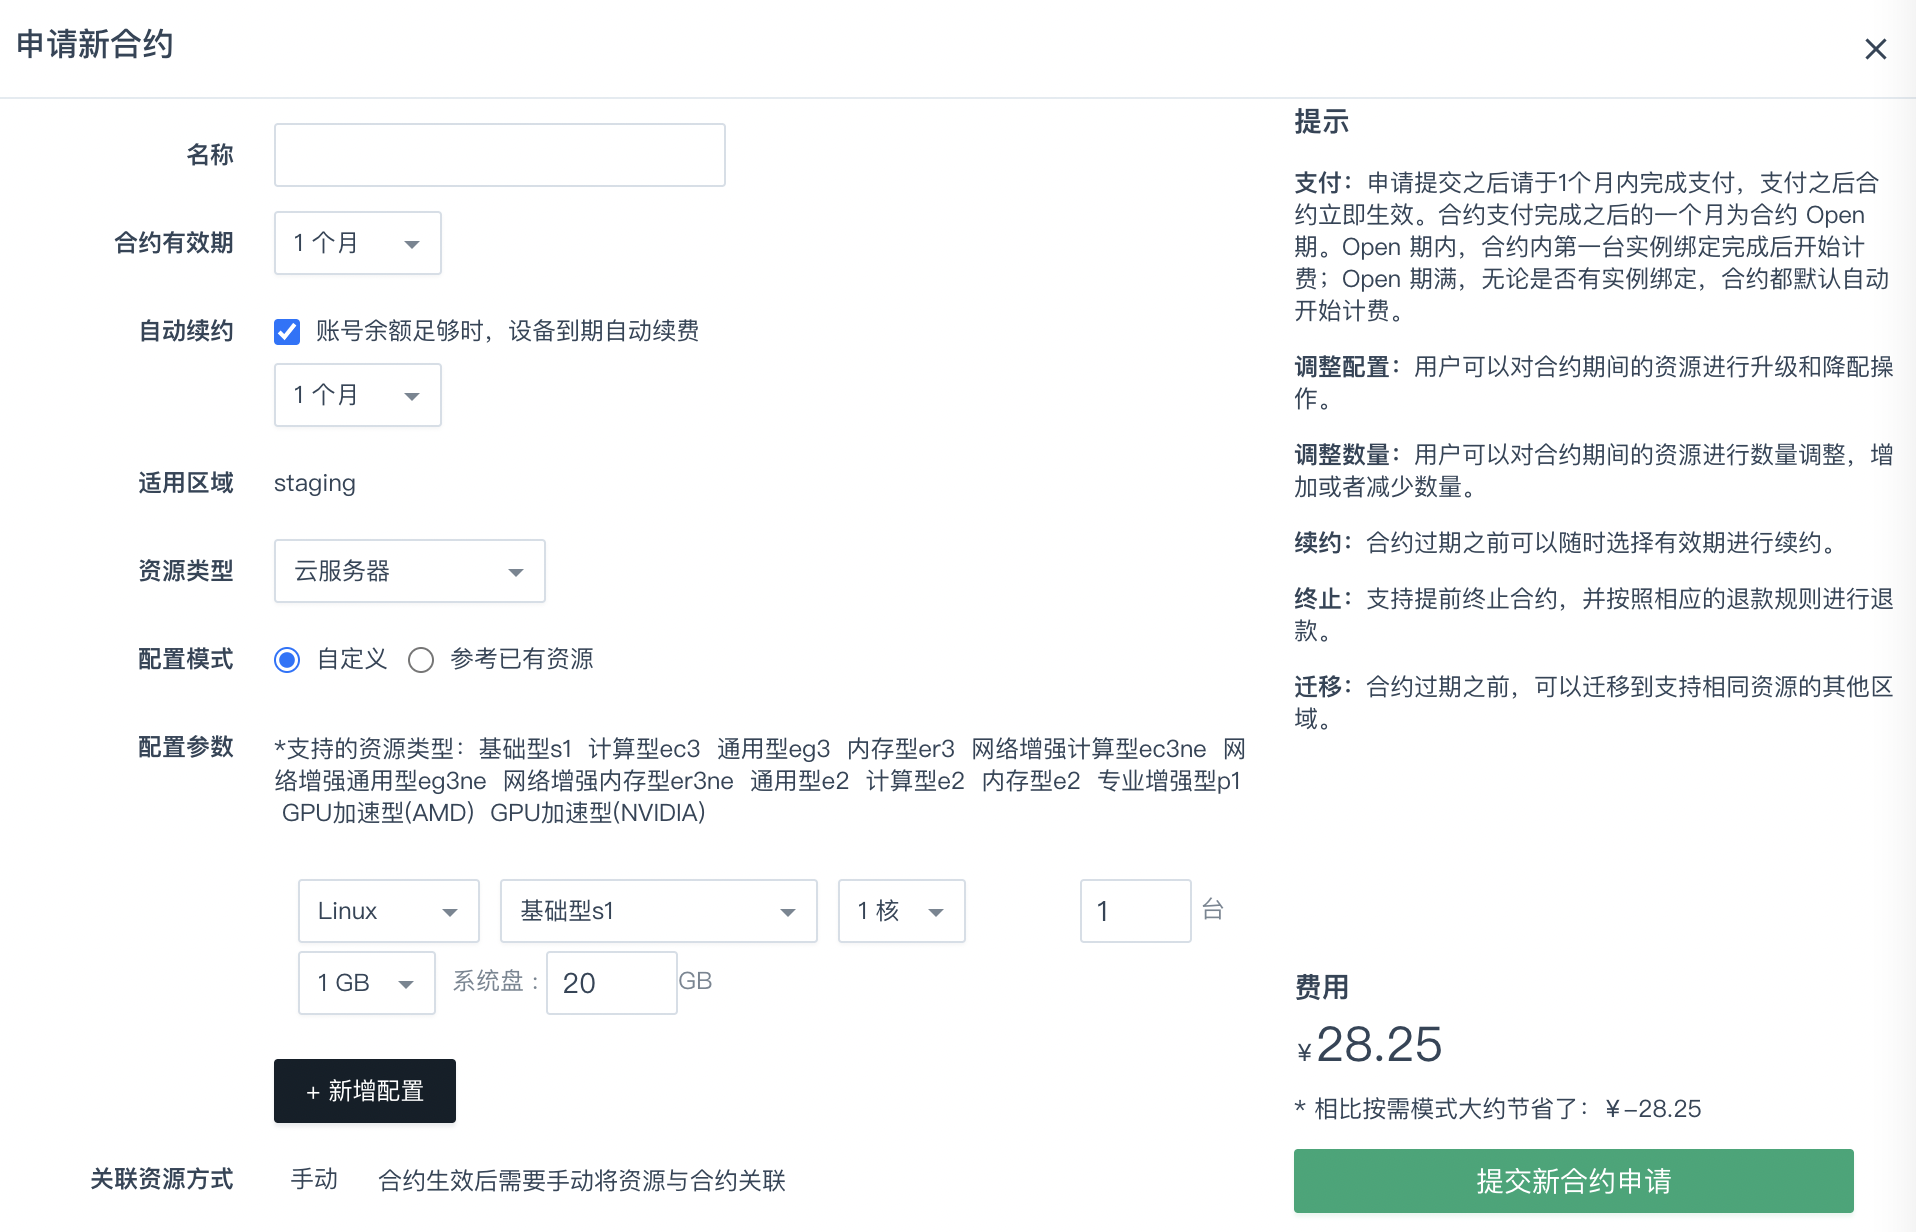 申请新合约
名称
合约有效期
1 个月
自动续约
账号余额足够时，设备到期自动续费
1 个月
适用区域
staging
资源类型
云服务器
配置模式
自定义
参考已有资源
配置参数
*支持的资源类型：基础型s1 计算型ec3 通用型eg3 内存型er3 网络增强计算型ec3ne 网
络增强通用型eg3ne 网络增强内存型er3ne 通用型e2 计算型e2 内存型e2 专业增强型p1
GPU加速型(AMD) GPU加速型(NVIDIA)
Linux
基础型s1
1 核
1
台
1 GB
系统盘 :
20
GB
+ 新增配置
关联资源方式
手动
合约生效后需要手动将资源与合约关联
提示
支付：申请提交之后请于1个月内完成支付，支付之后合
约立即生效。合约支付完成之后的一个月为合约 Open
期。Open 期内，合约内第一台实例绑定完成后开始计
费；Open 期满，无论是否有实例绑定，合约都默认自动
开始计费。
调整配置：用户可以对合约期间的资源进行升级和降配操
作。
调整数量：用户可以对合约期间的资源进行数量调整，增
加或者减少数量。
续约：合约过期之前可以随时选择有效期进行续约。
终止：支持提前终止合约，并按照相应的退款规则进行退
款。
迁移：合约过期之前，可以迁移到支持相同资源的其他区
域。
费用
¥28.25
* 相比按需模式大约节省了：¥-28.25
提交新合约申请